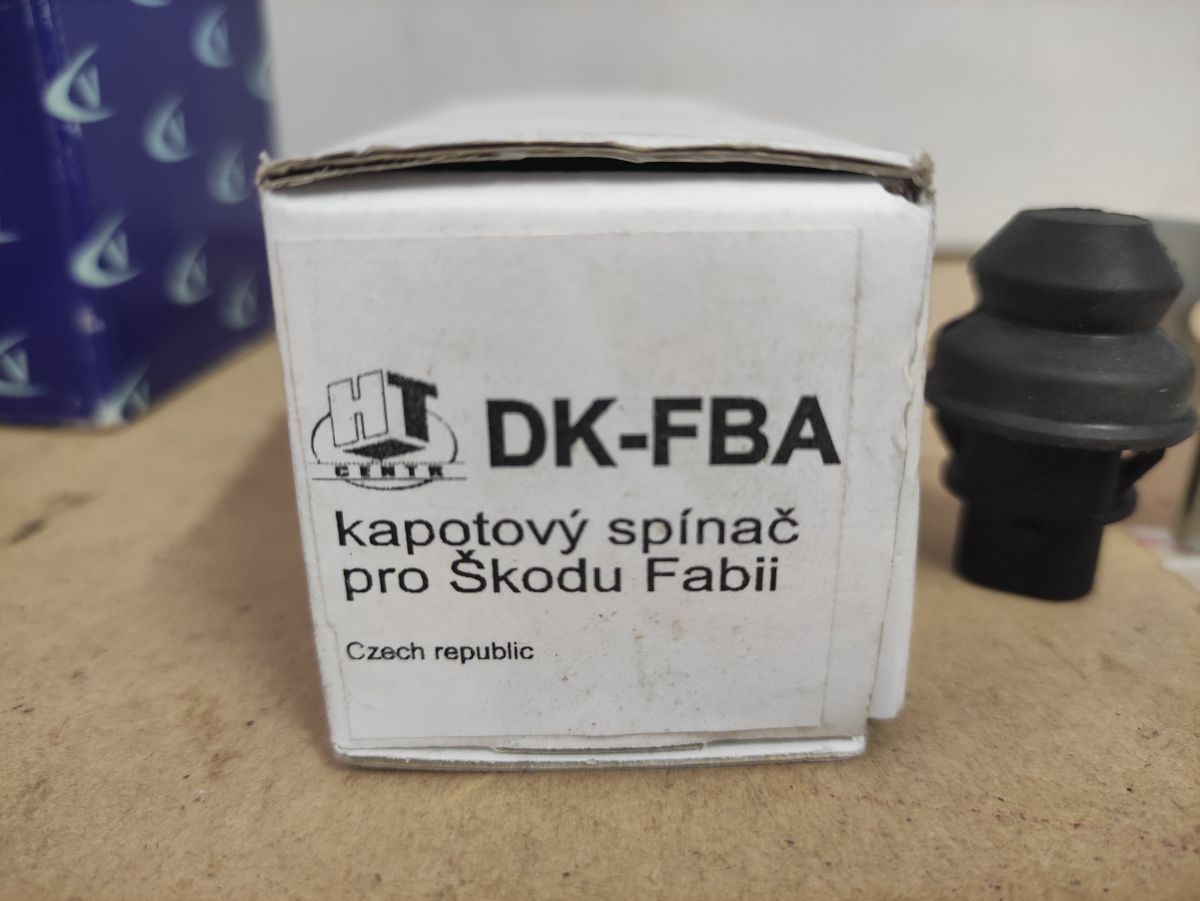 HT
CENTR
DK-FBA
kapotový spínač
pro Škodu Fabii
Czech republic